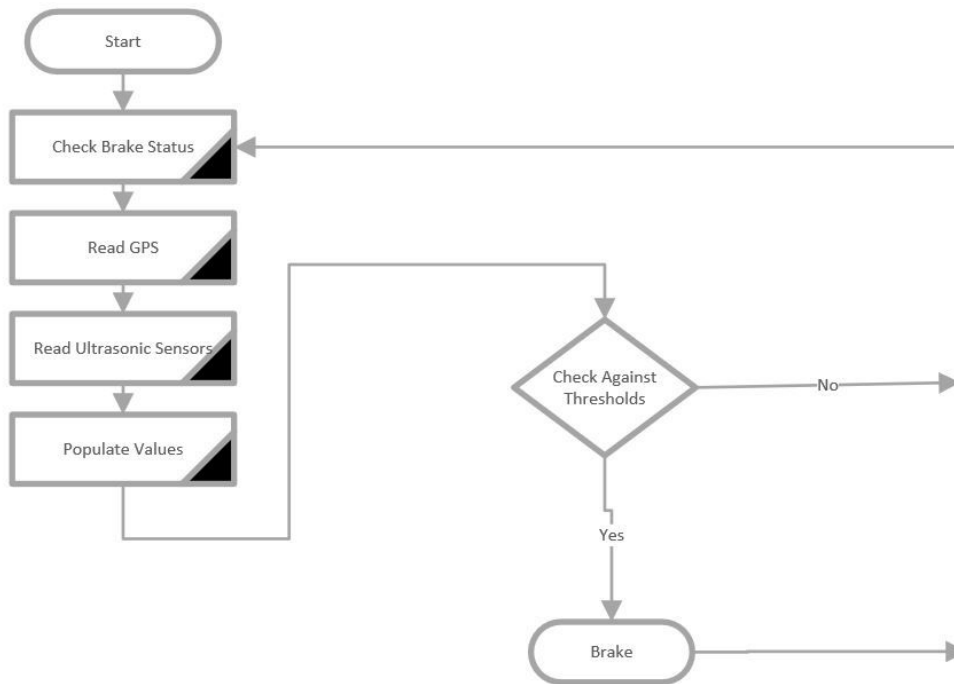 Start
Check Brake Status
Read GPS
Read Ultrasonic Sensors
Populate Values
Check Against
Thresholds
No
Yes
Brake